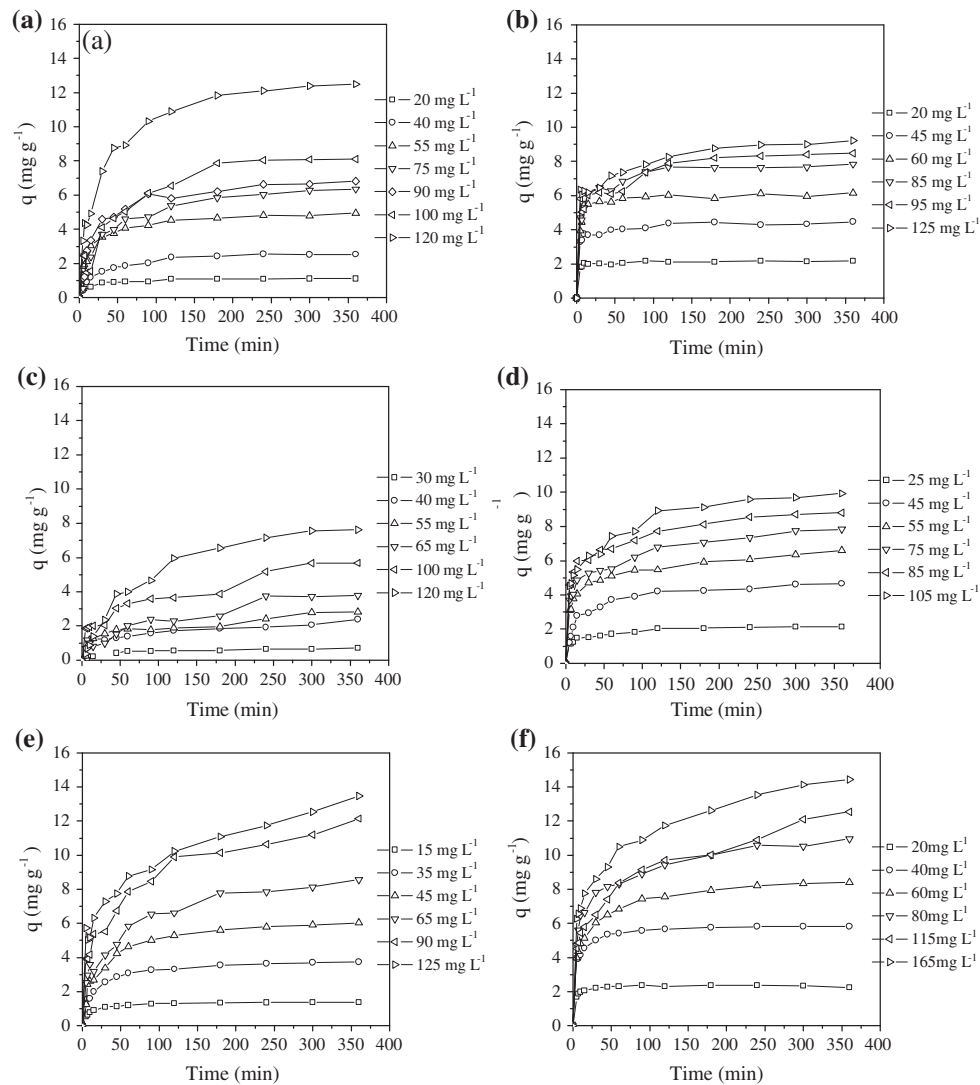 (a)
(a)
q (mg g⁻¹)
16
14
12
10
8
6
4
2
0
0 50 100 150 200 250 300 350 400
Time (min)
20 mg L⁻¹
40 mg L⁻¹
55 mg L⁻¹
75 mg L⁻¹
90 mg L⁻¹
100 mg L⁻¹
120 mg L⁻¹
(b)
q (mg g⁻¹)
16
14
12
10
8
6
4
2
0
0 50 100 150 200 250 300 350 400
Time (min)
20 mg L⁻¹
45 mg L⁻¹
60 mg L⁻¹
85 mg L⁻¹
95 mg L⁻¹
125 mg L⁻¹
(c)
q (mg g⁻¹)
16
14
12
10
8
6
4
2
0
0 50 100 150 200 250 300 350 400
Time (min)
30 mg L⁻¹
40 mg L⁻¹
55 mg L⁻¹
65 mg L⁻¹
100 mg L⁻¹
120 mg L⁻¹
(d)
q (mg g⁻¹)
16
14
12
10
8
6
4
2
0
0 50 100 150 200 250 300 350 400
Time (min)
25 mg L⁻¹
45 mg L⁻¹
55 mg L⁻¹
75 mg L⁻¹
85 mg L⁻¹
105 mg L⁻¹
(e)
q (mg g⁻¹)
16
14
12
10
8
6
4
2
0
0 50 100 150 200 250 300 350 400
Time (min)
15 mg L⁻¹
35 mg L⁻¹
45 mg L⁻¹
65 mg L⁻¹
90 mg L⁻¹
125 mg L⁻¹
(f)
q (mg g⁻¹)
16
14
12
10
8
6
4
2
0
0 50 100 150 200 250 300 350 400
Time (min)
20mg L⁻¹
40mg L⁻¹
60mg L⁻¹
80mg L⁻¹
115mg L⁻¹
165mg L⁻¹